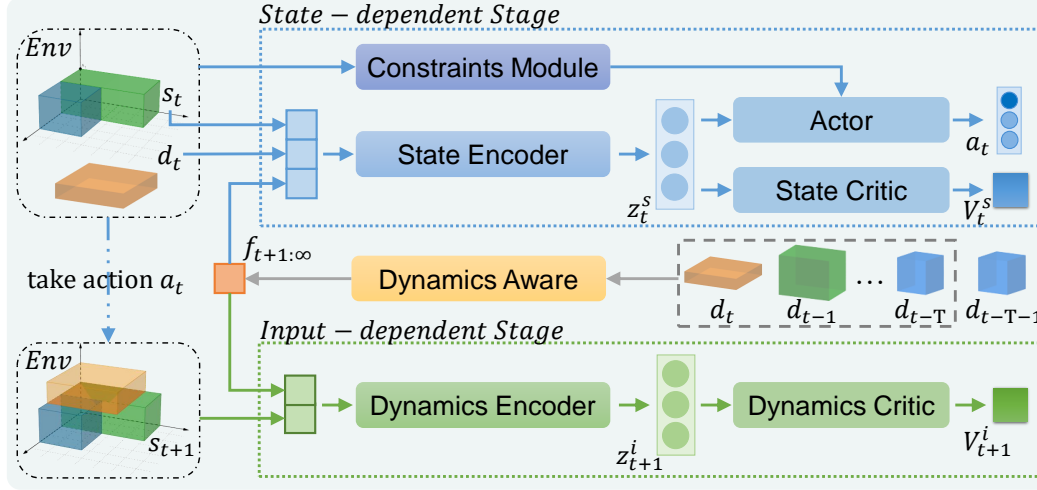 State − dependent Stage
Env
Constraints Module
s_t
State Encoder
Actor
a_t
d_t
z_t^s
State Critic
V_t^s
take action a_t
f_{t+1:∞}
Dynamics Aware
d_t
d_{t−1}
...
d_{t−T}
d_{t−T−1}
Input − dependent Stage
Env
s_{t+1}
Dynamics Encoder
z_{t+1}^i
Dynamics Critic
V_{t+1}^i